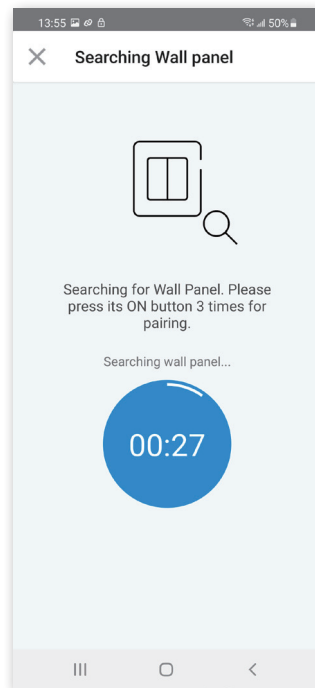 13:55 50%
Searching Wall panel
Searching for Wall Panel. Please
press its ON button 3 times for
pairing.
Searching wall panel...
00:27